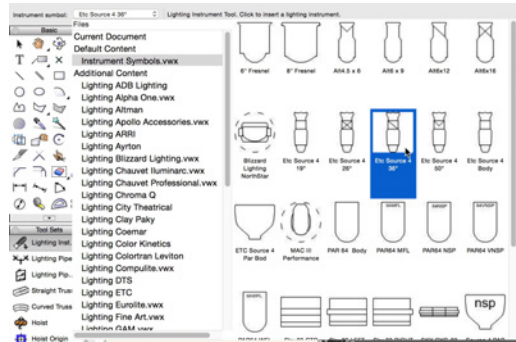 Instrument symbol: Etc Source 4 36° Lighting Instrument Tool. Click to insert a lighting instrument.
Files
Basic
Current Document
Default Content
Instrument Symbols.vwx
Additional Content
Lighting ADB Lighting
Lighting Alpha One.vwx
Lighting Altman
Lighting Apollo Accessories.vwx
Lighting ARRI
Lighting Ayrton
Lighting Blizzard Lighting.vwx
Lighting Chauvet Iluminarc.vwx
Lighting Chauvet Professional.vwx
Lighting Chroma Q
Lighting City Theatrical
Lighting Clay Paky
Lighting Coemar
Lighting Color Kinetics
Lighting Colortran Leviton
Lighting Compulite.vwx
Lighting DTS
Lighting ETC
Lighting Eurolite.vwx
Lighting Fine Art.vwx
Lighting GAM.vwx
Tool Sets
Lighting Inst.
Lighting Pipe
Lighting Pip...
Straight Truss
Curved Truss
Hoist
Hoist Origin
6" Fresnel 8" Fresnel Alt4.5 x 6 Alt6 x 9 Alt6x12 Alt6x16
Blizzard Lighting NorthStar
Etc Source 4 19°
Etc Source 4 26°
Etc Source 4 36°
Etc Source 4 50°
Etc Source 4 Body
ETC Source 4 Par Bod
MAC III Performance
PAR 64 Body
PAR64 MFL
PAR64 NSP
PAR64 VNSP
nsp